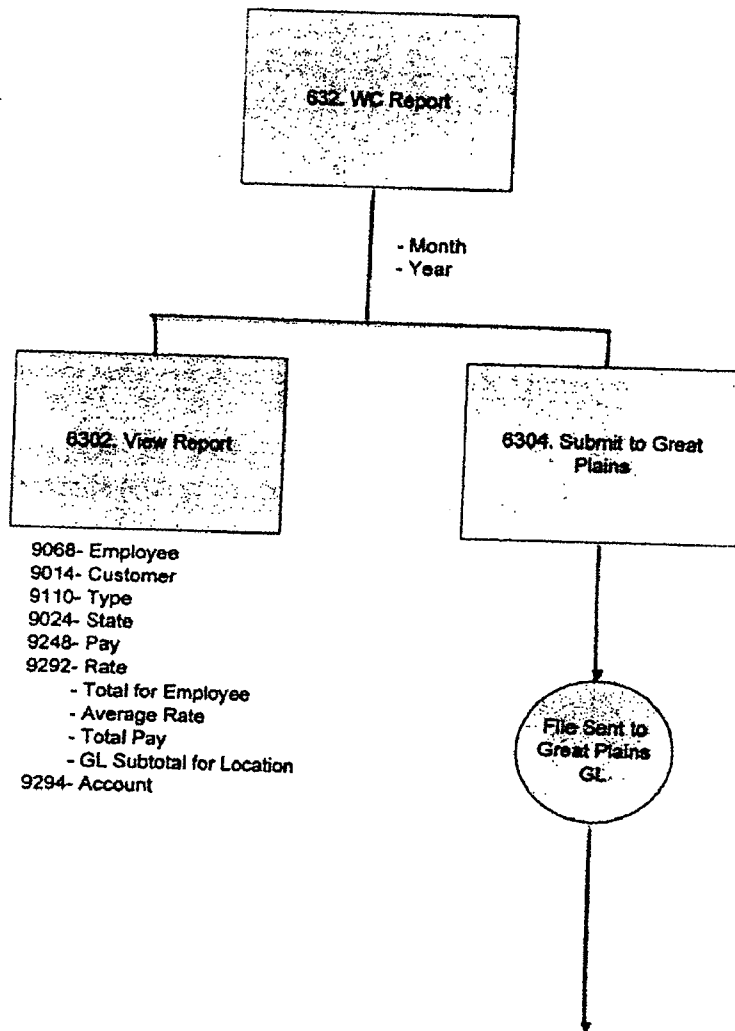 632. WC Report
- Month
- Year
6302. View Report
6304. Submit to Great
Plains
9068- Employee
9014- Customer
9110- Type
9024- State
9248- Pay
9292- Rate
- Total for Employee
- Average Rate
- Total Pay
- GL Subtotal for Location
9294- Account
File Sent to
Great Plains
GL